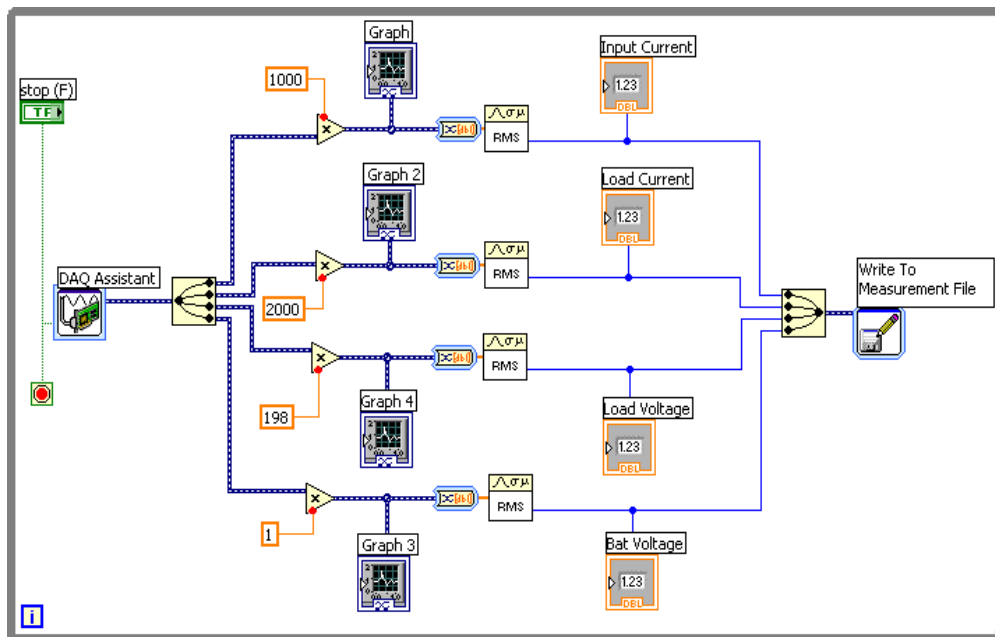 Graph
Input Current
1000
1.23
DBL
stop (F)
TF
RMS
Graph 2
Load Current
1.23
DBL
RMS
DAQ Assistant
2000
Write To
Measurement File
RMS
198
Graph 4
Load Voltage
1.23
DBL
RMS
1
Graph 3
Bat Voltage
1.23
DBL
i